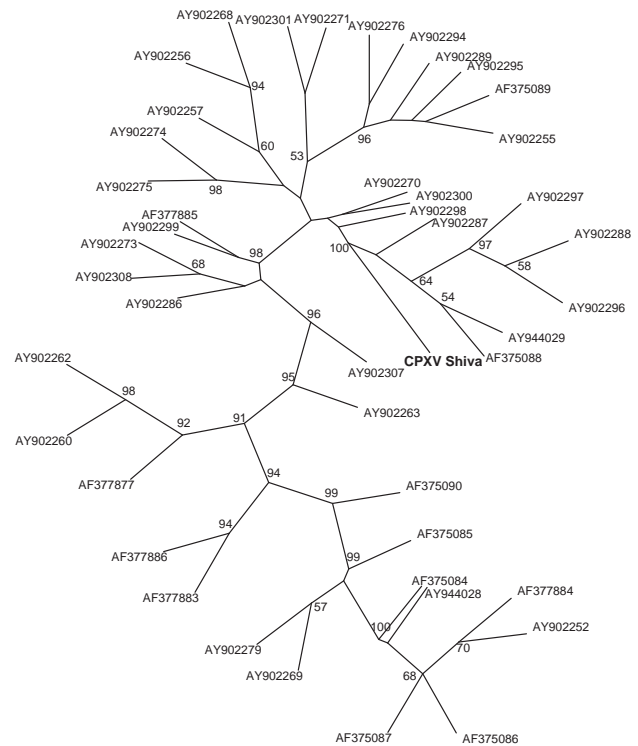 AY902268
AY902301
AY902271
AY902276
AY902294
AY902256
AY902289
AY902295
94
AF375089
AY902257
AY902274
60
53
96
AY902255
AY902275
98
AY902270
AY902300
AY902297
AF377885
AY902298
AY902299
AY902287
AY902273
98
100
97
AY902288
68
58
AY902308
64
AY902286
54
AY902296
96
AY944029
AY902262
CPXV Shiva
AF375088
AY902307
95
98
AY902263
92
91
AY902260
AF377877
94
99
AF375090
94
AF375085
AF377886
99
AF375084
AF377883
AY944028
AF377884
57
100
AY902252
AY902279
70
AY902269
68
AF375087
AF375086